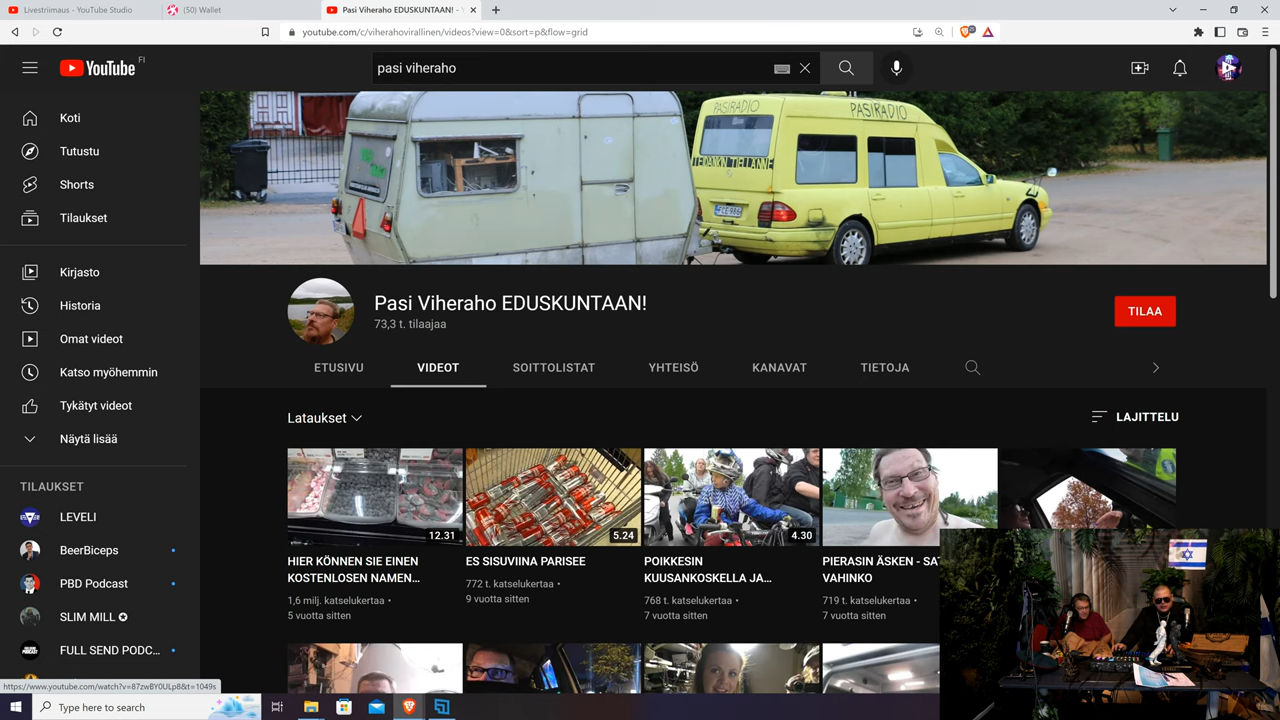 Livestriimaus - YouTube Studio
(50) Wallet
Pasi Viheraho EDUSKUNTAAN! - Y
youtube.com/c/viherahovirallinen/videos?view=0&sort=p&flow=grid
YouTube FI
pasi viheraho
Koti
Tutustu
Shorts
Tilaukset
Kirjasto
Historia
Omat videot
Katso myöhemmin
Tykätyt videot
Näytä lisää
TILAUKSET
LEVELI
BeerBiceps
PBD Podcast
SLIM MILL
FULL SEND PODC...
PASIRADIO
PASIRADIO
FCE-986
Pasi Viheraho EDUSKUNTAAN!
73,3 t. tilaajaa
TILAA
ETUSIVU
VIDEOT
SOITTOLISTAT
YHTEISÖ
KANAVAT
TIETOJA
Lataukset
LAJITTELU
12.31
HIER KÖNNEN SIE EINEN
KOSTENLOSEN NAMEN...
1,6 milj. katselukertaa •
5 vuotta sitten
5.24
ES SISUVIINA PARISEE
772 t. katselukertaa •
9 vuotta sitten
4.30
POIKKESIN
KUUSANKOSKELLA JA...
768 t. katselukertaa •
7 vuotta sitten
PIERASIN ÄSKEN - SAT
VAHINKO
719 t. katselukertaa •
7 vuotta sitten
https://www.youtube.com/watch?v=87zwBY0ULp8&t=1049s
Type here to search